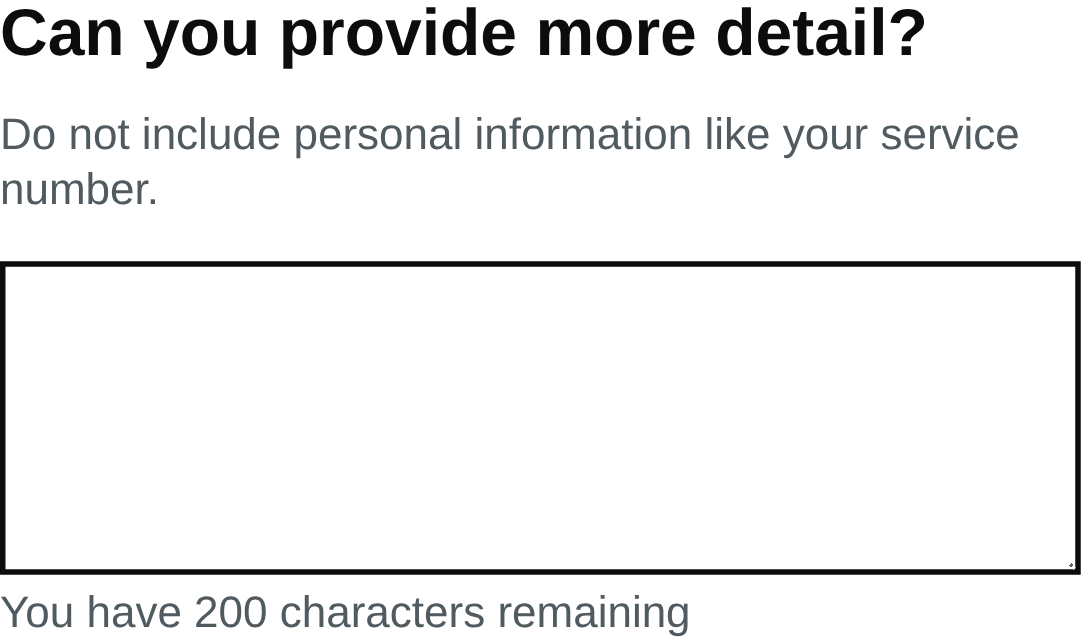 Can you provide more detail?
Do not include personal information like your service
number.
You have 200 characters remaining